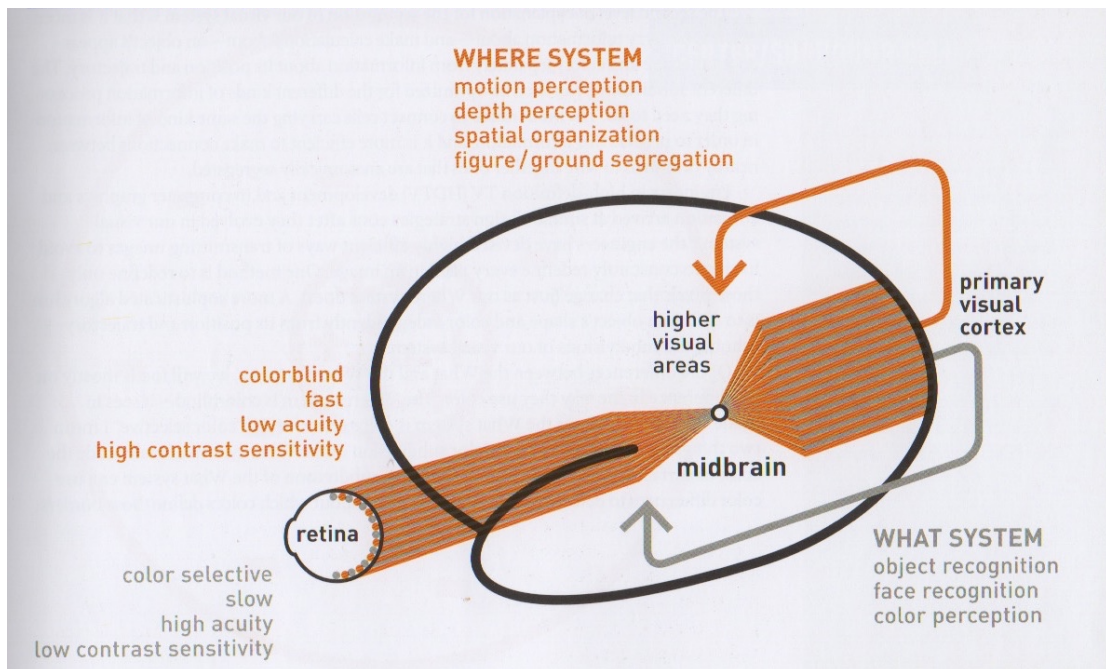 WHERE SYSTEM
motion perception
depth perception
spatial organization
figure/ground segregation
primary
visual
cortex
higher
visual
areas
colorblind
fast
low acuity
high contrast sensitivity
midbrain
retina
WHAT SYSTEM
object recognition
face recognition
color perception
color selective
slow
high acuity
low contrast sensitivity